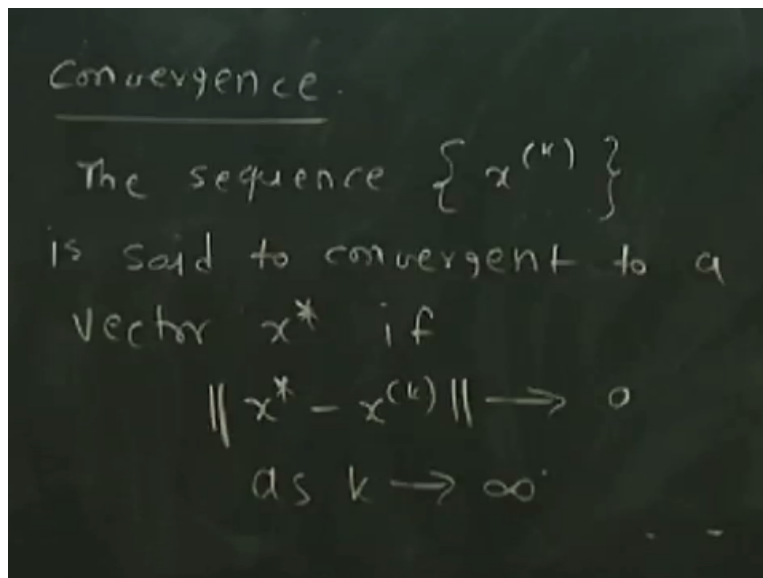 Convergence.
The sequence { x^(k) }
is said to convergent to a
vector x* if
|| x* - x^(k) || → 0
as k → ∞